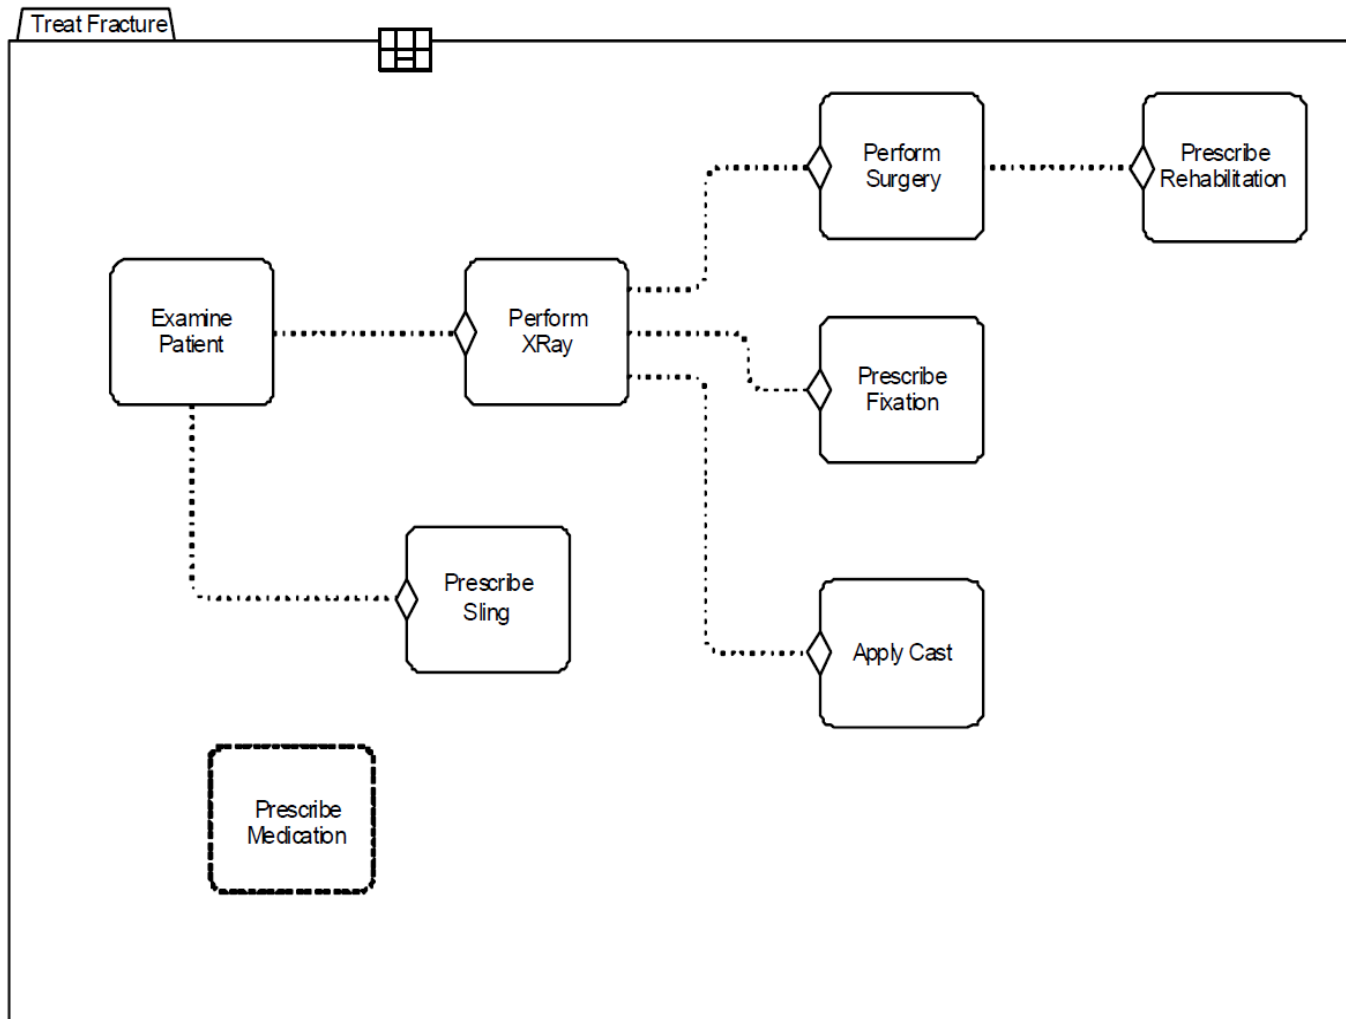 Treat Fracture
Perform
Surgery
Prescribe
Rehabilitation
Examine
Patient
Perform
XRay
Prescribe
Fixation
Prescribe
Sling
Apply Cast
Prescribe
Medication